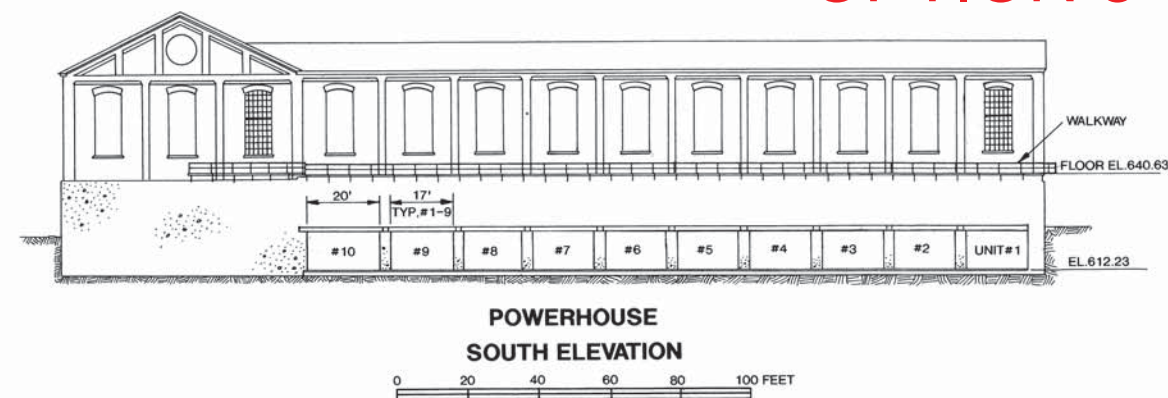 WALKWAY
FLOOR EL.640.63
20'
17'
TYP.#1-9
#10 #9 #8 #7 #6 #5 #4 #3 #2 UNIT#1
EL.612.23
POWERHOUSE
SOUTH ELEVATION
0 20 40 60 80 100 FEET